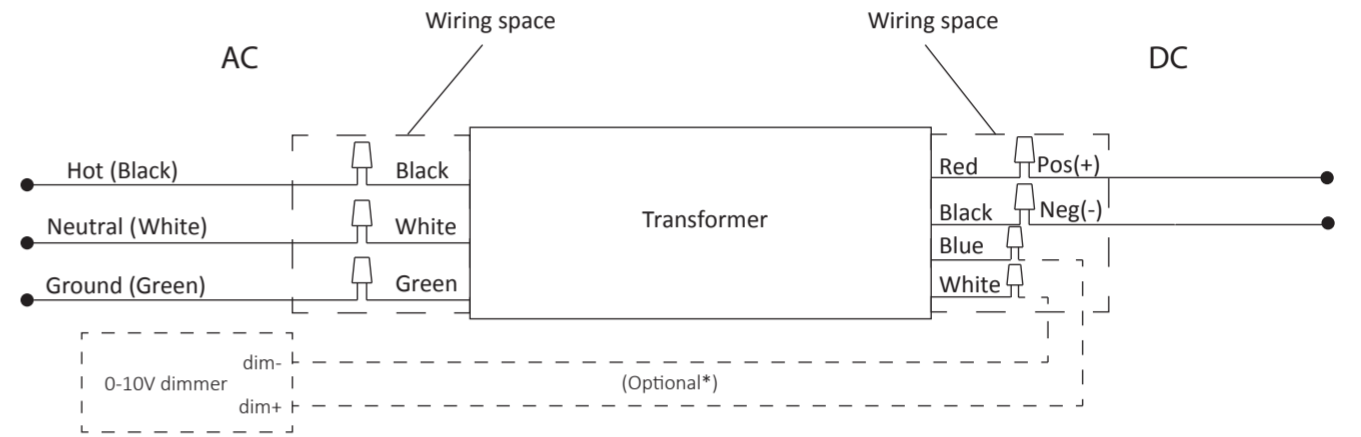 Wiring space
Wiring space
AC
DC
Hot (Black)
Black
Red
Pos(+)
Neutral (White)
White
Transformer
Black
Neg(-)
Blue
Ground (Green)
Green
White
dim-
0-10V dimmer
(Optional*)
dim+